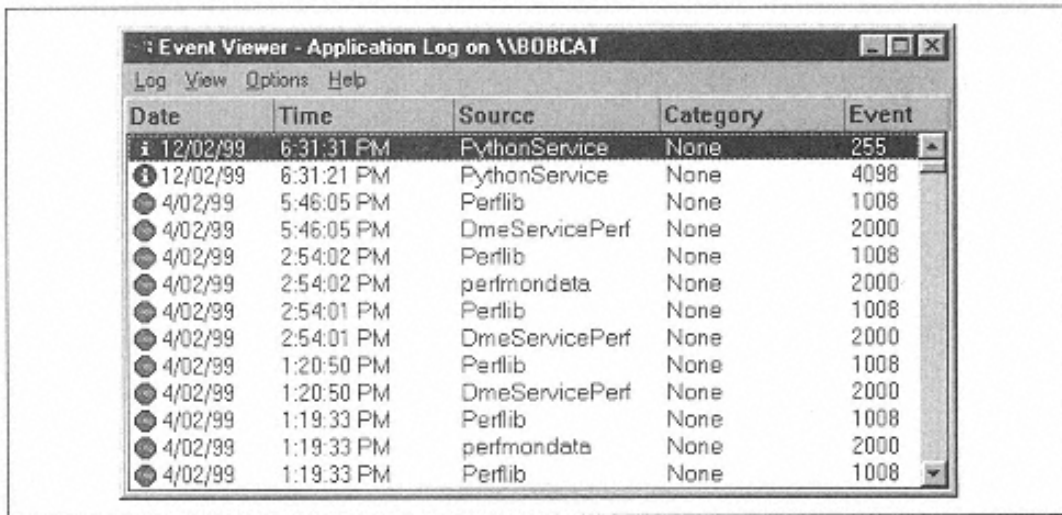 Event Viewer - Application Log on \\BOBCAT
Log View Options Help
Date Time Source Category Event
12/02/99 6:31:31 PM PythonService None 255
12/02/99 6:31:21 PM PythonService None 4098
4/02/99 5:46:05 PM Perflib None 1008
4/02/99 5:46:05 PM DmeServicePerf None 2000
4/02/99 2:54:02 PM Perflib None 1008
4/02/99 2:54:02 PM perfmondata None 2000
4/02/99 2:54:01 PM Perflib None 1008
4/02/99 2:54:01 PM DmeServicePerf None 2000
4/02/99 1:20:50 PM Perflib None 1008
4/02/99 1:20:50 PM DmeServicePerf None 2000
4/02/99 1:19:33 PM Perflib None 1008
4/02/99 1:19:33 PM perfmondata None 2000
4/02/99 1:19:33 PM Perflib None 1008